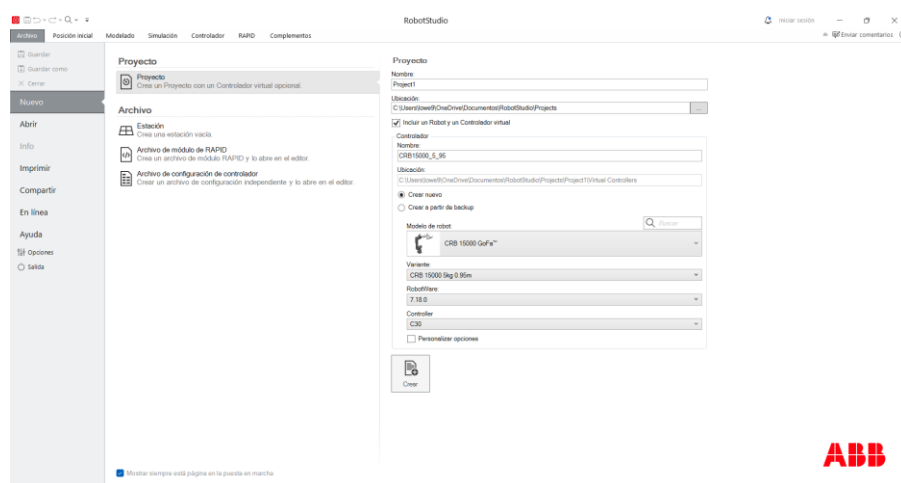 RobotStudio
Iniciar sesión
Archivo Posición inicial Modelado Simulación Controlador RAPID Complementos
Enviar comentarios
Guardar
Guardar como
Cerrar
Nuevo
Abrir
Info
Imprimir
Compartir
En línea
Ayuda
Opciones
Salida
Proyecto
Proyecto
Crea un Proyecto con un Controlador virtual opcional.
Archivo
Estación
Crea una estación vacía.
Archivo de módulo de RAPID
Crea un archivo de módulo RAPID y lo abre en el editor.
Archivo de configuración de controlador
Crear un archivo de configuración independiente y lo abre en el editor.
Mostrar siempre está página en la puesta en marcha
Proyecto
Nombre
Project1
Ubicación:
C:\Users\lowe9\OneDrive\Documentos\RobotStudio\Projects
...
Incluir un Robot y un Controlador virtual
Controlador
Nombre:
CRB15000_5_95
Ubicación:
C:\Users\lowe9\OneDrive\Documentos\RobotStudio\Projects\Project1\Virtual Controllers
Crear nuevo
Crear a partir de backup
Modelo de robot:
Buscar
CRB 15000 GoFa™
Variante:
CRB 15000 5kg 0.95m
RobotWare:
7.18.0
Controller
C30
Personalizar opciones
Crear
ABB